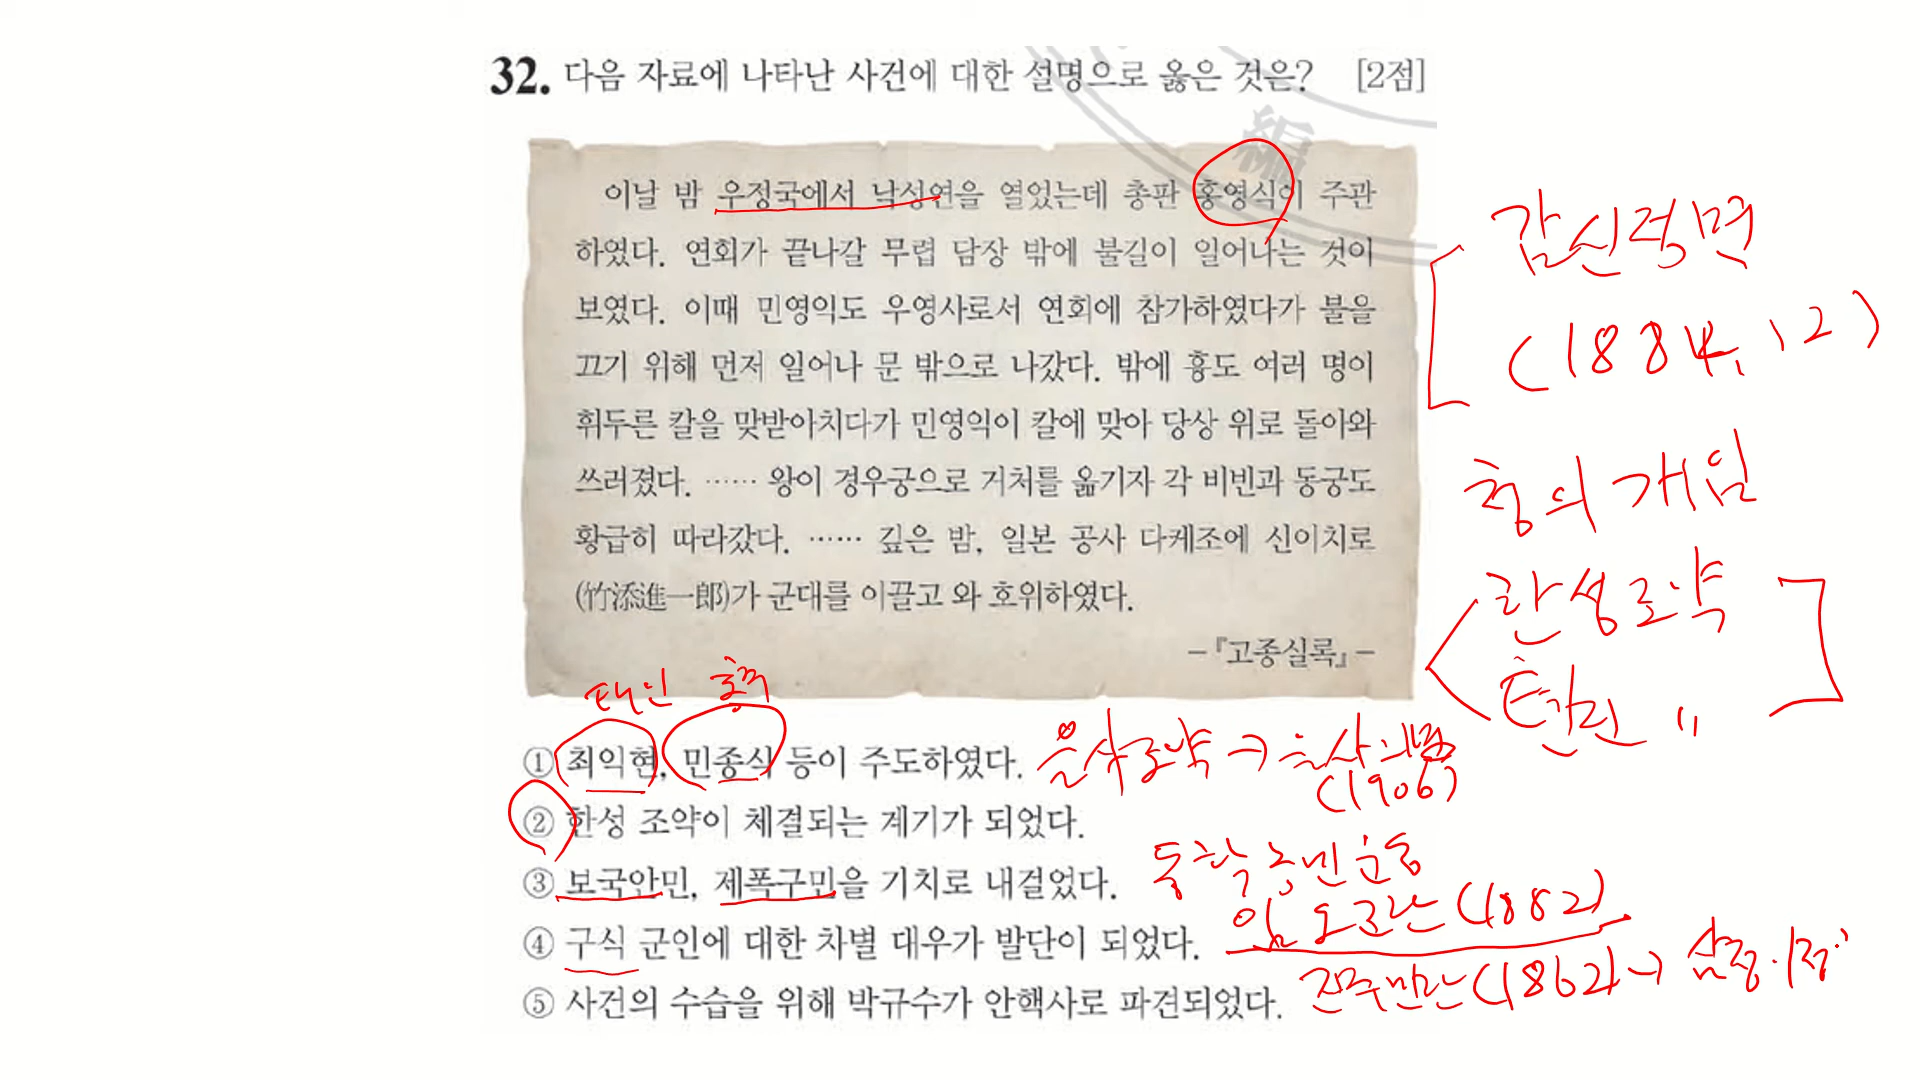 32. 다음 자료에 나타난 사건에 대한 설명으로 옳은 것은? [2점]
編
이날 밤 우정국에서 낙성연을 열었는데 총판 홍영식이 주관
하였다. 연회가 끝나갈 무렵 담장 밖에 불길이 일어나는 것이
보였다. 이때 민영익도 우영사로서 연회에 참가하였다가 불을
끄기 위해 먼저 일어나 문 밖으로 나갔다. 밖에 흉도 여러 명이
휘두른 칼을 맞받아치다가 민영익이 칼에 맞아 당상 위로 돌아와
쓰러졌다. …… 왕이 경우궁으로 거처를 옮기자 각 비빈과 동궁도
황급히 따라갔다. …… 깊은 밤, 일본 공사 다케조에 신이치로
(竹添進一郎)가 군대를 이끌고 와 호위하였다.
-『고종실록』-
갑신정변
(1884, 12)
청의 개입
한성조약
톈진 〃
태인 홍주
① 최익현, 민종식 등이 주도하였다. 을사조약 → 을사의병
(1906)
② 한성 조약이 체결되는 계기가 되었다.
③ 보국안민, 제폭구민을 기치로 내걸었다. 동학농민운동
④ 구식 군인에 대한 차별 대우가 발단이 되었다. 임오군란 (1882)
⑤ 사건의 수습을 위해 박규수가 안핵사로 파견되었다. 진주민란 (1862) →